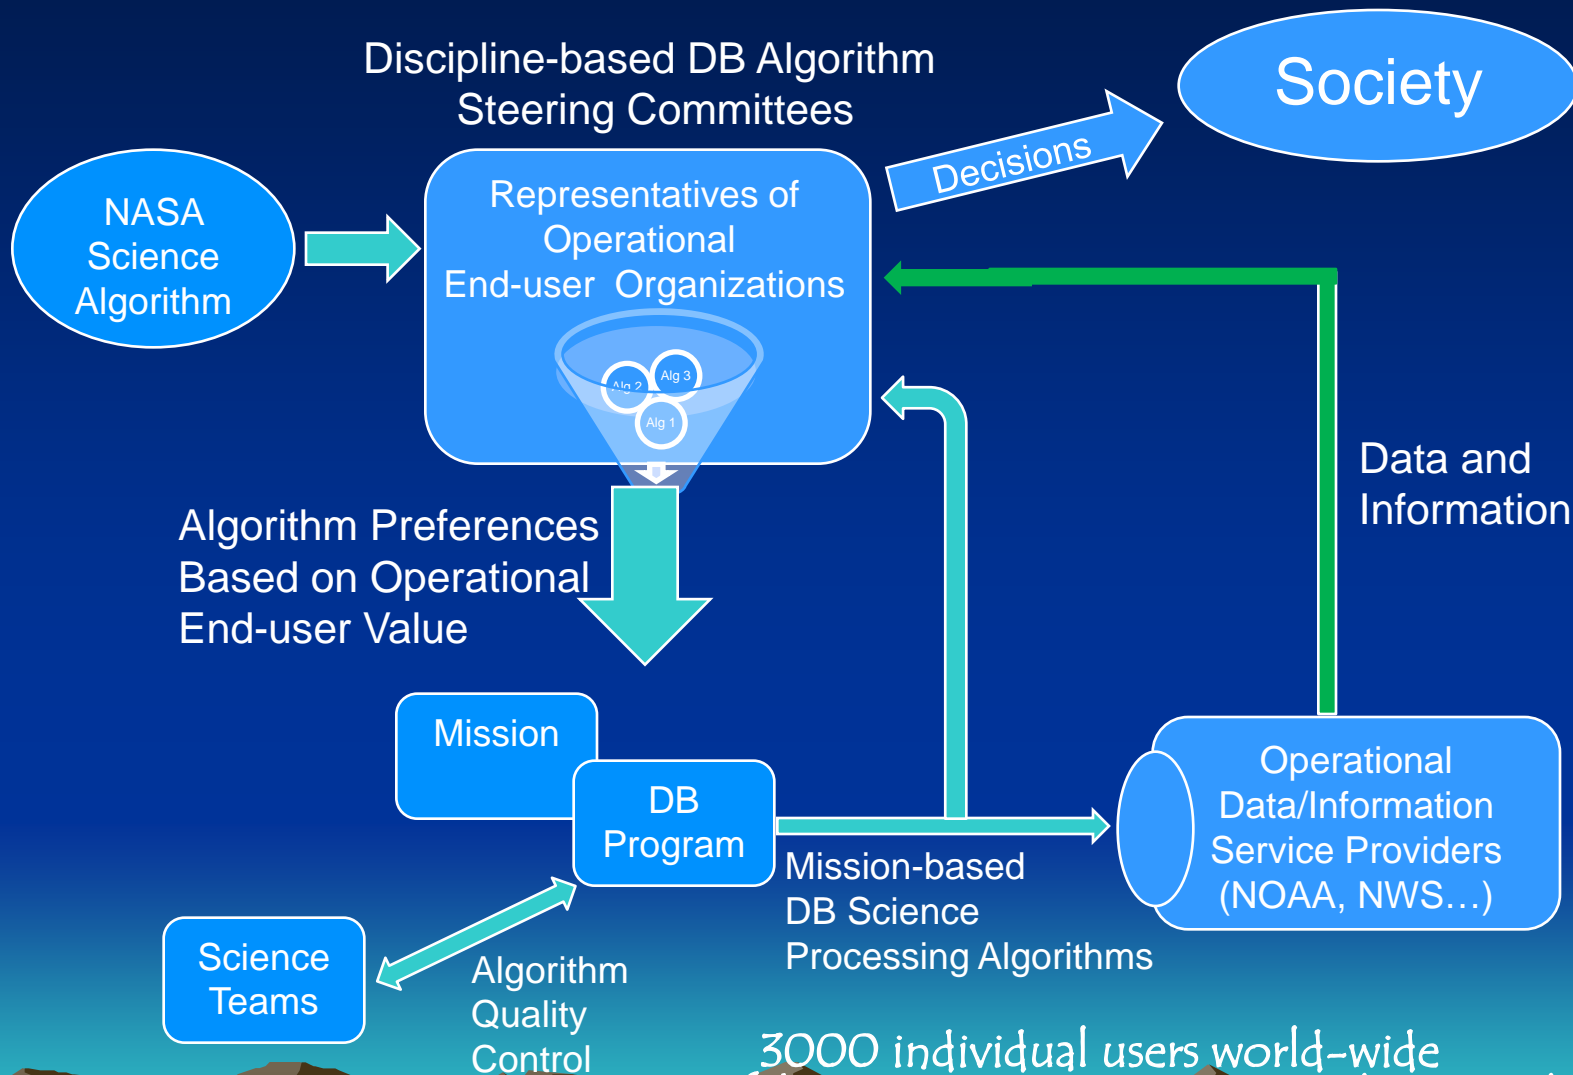 Discipline-based DB Algorithm
Steering Committees
Society
Decisions
NASA
Science
Algorithm
Representatives of
Operational
End-user Organizations
Alg 2
Alg 3
Alg 1
Algorithm Preferences
Based on Operational
End-user Value
Data and
Information
Mission
DB
Program
Operational
Data/Information
Service Providers
(NOAA, NWS...)
Mission-based
DB Science
Processing Algorithms
Science
Teams
Algorithm
Quality
Control
3000 individual users world-wide